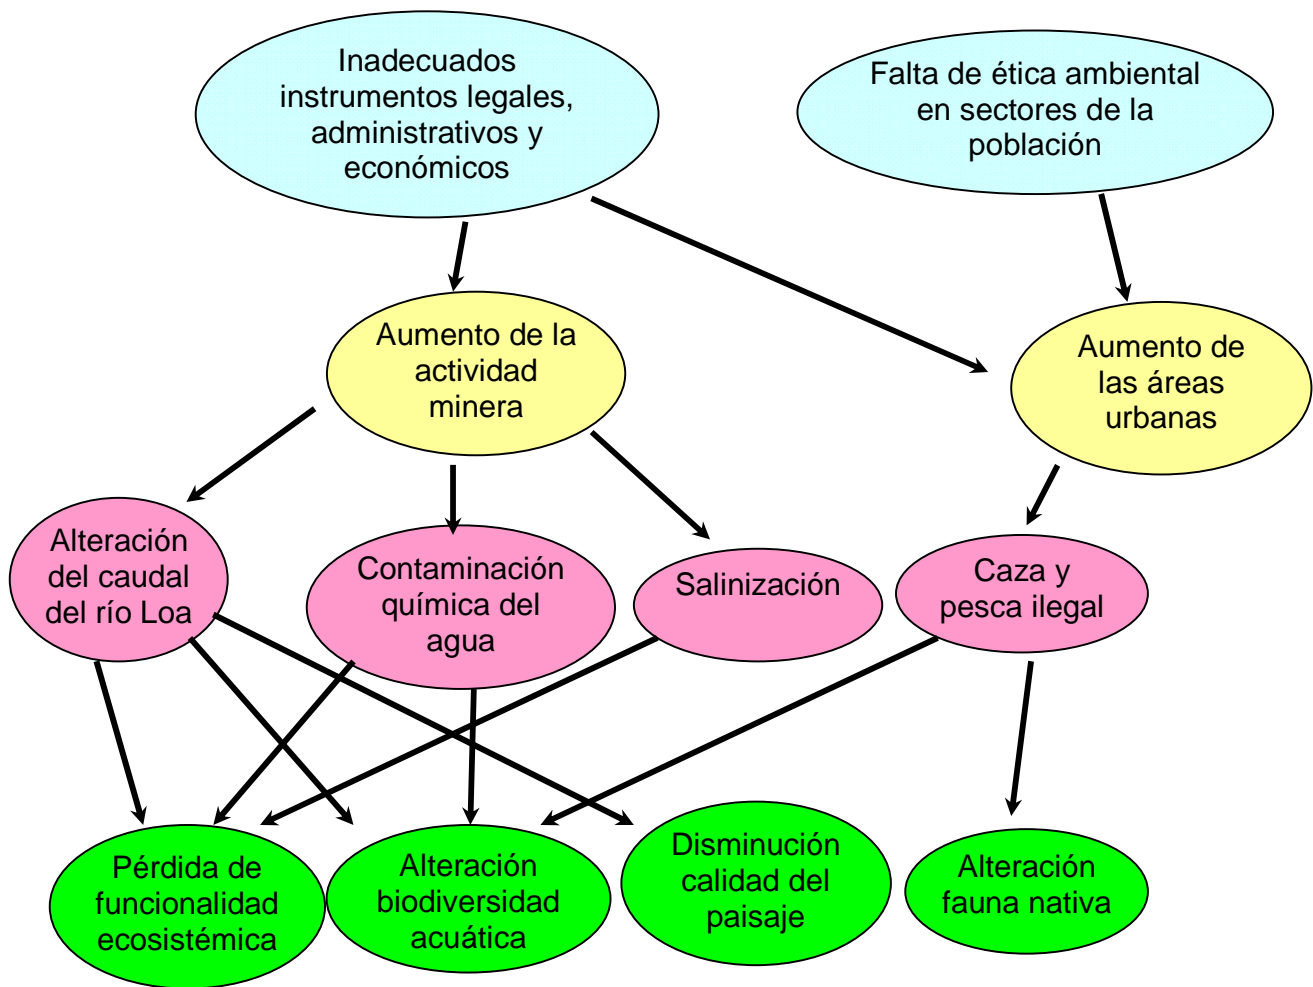 Inadecuados
instrumentos legales,
administrativos y
económicos
Falta de ética ambiental
en sectores de la
población
Aumento de la
actividad
minera
Aumento de
las áreas
urbanas
Alteración
del caudal
del río Loa
Contaminación
química del
agua
Salinización
Caza y
pesca ilegal
Pérdida de
funcionalidad
ecosistémica
Alteración
biodiversidad
acuática
Disminución
calidad del
paisaje
Alteración
fauna nativa